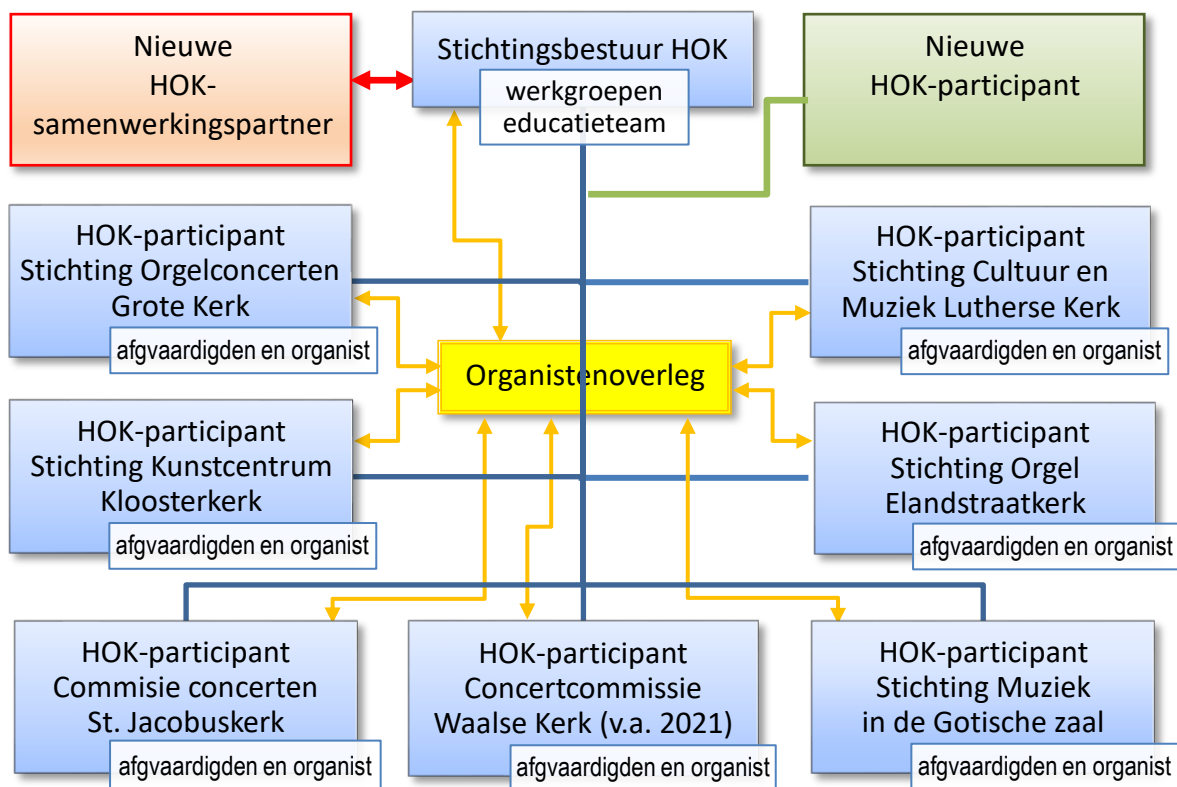 Nieuwe
HOK-
samenwerkingspartner
Stichtingsbestuur HOK
werkgroepen
educatieteam
Nieuwe
HOK-participant
HOK-participant
Stichting Orgelconcerten
Grote Kerk
afgvaardigden en organist
HOK-participant
Stichting Cultuur en
Muziek Lutherse Kerk
afgvaardigden en organist
Organistenoverleg
HOK-participant
Stichting Kunstcentrum
Kloosterkerk
afgvaardigden en organist
HOK-participant
Stichting Orgel
Elandstraatkerk
afgvaardigden en organist
HOK-participant
Commisie concerten
St. Jacobuskerk
afgvaardigden en organist
HOK-participant
Concertcommissie
Waalse Kerk (v.a. 2021)
afgvaardigden en organist
HOK-participant
Stichting Muziek
in de Gotische zaal
afgvaardigden en organist